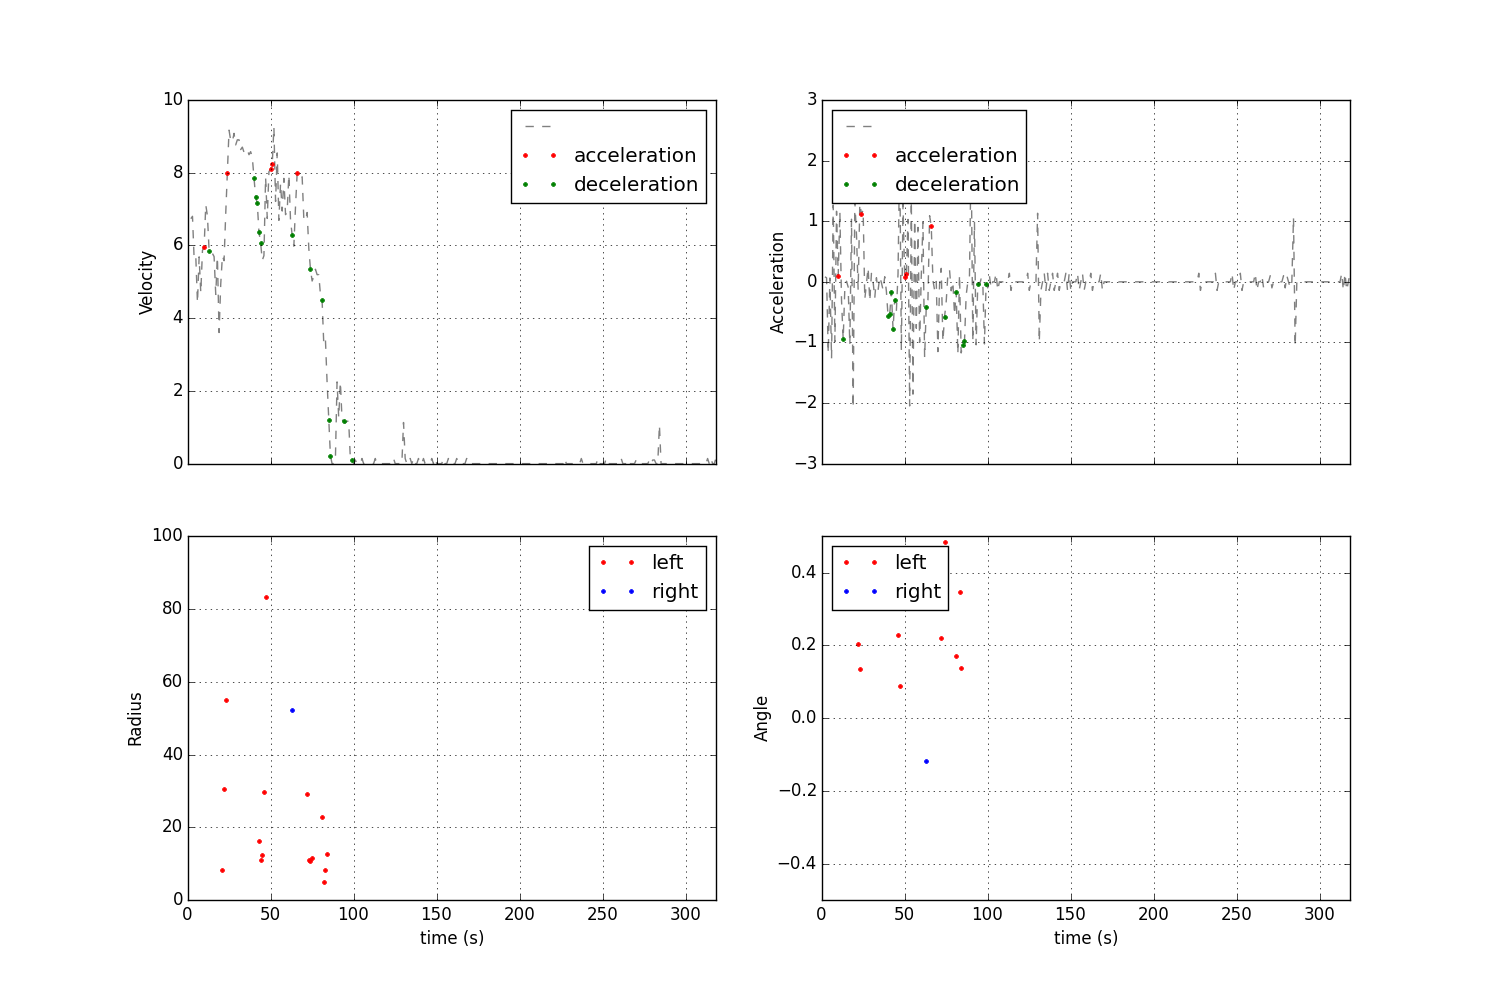 10
8
6
4
2
0
Velocity
acceleration
deceleration
3
2
1
0
−1
−2
−3
Acceleration
acceleration
deceleration
100
80
60
40
20
0
Radius
left
right
0 50 100 150 200 250 300
time (s)
0.4
0.2
0.0
−0.2
−0.4
Angle
left
right
0 50 100 150 200 250 300
time (s)